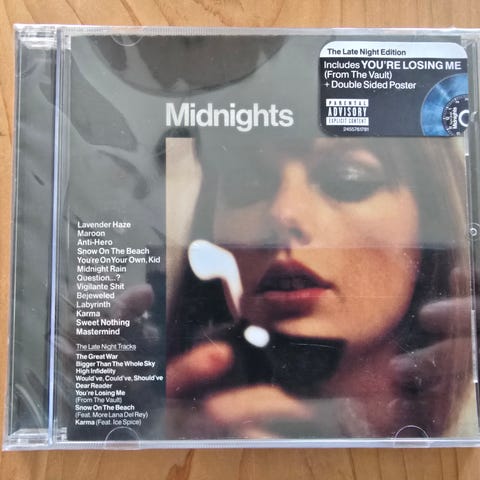 The Late Night Edition
Includes YOU'RE LOSING ME
(From The Vault)
+ Double Sided Poster
PARENTAL
ADVISORY
EXPLICIT CONTENT
2455781791
Midnights
Lavender Haze
Maroon
Anti-Hero
Snow On The Beach
You're On Your Own, Kid
Midnight Rain
Question...?
Vigilante Shit
Bejeweled
Labyrinth
Karma
Sweet Nothing
Mastermind
The Late Night Tracks
The Great War
Bigger Than The Whole Sky
High Infidelity
Would've, Could've, Should've
Dear Reader
You're Losing Me
(From The Vault)
Snow On The Beach
(Feat. More Lana Del Rey)
Karma (Feat. Ice Spice)